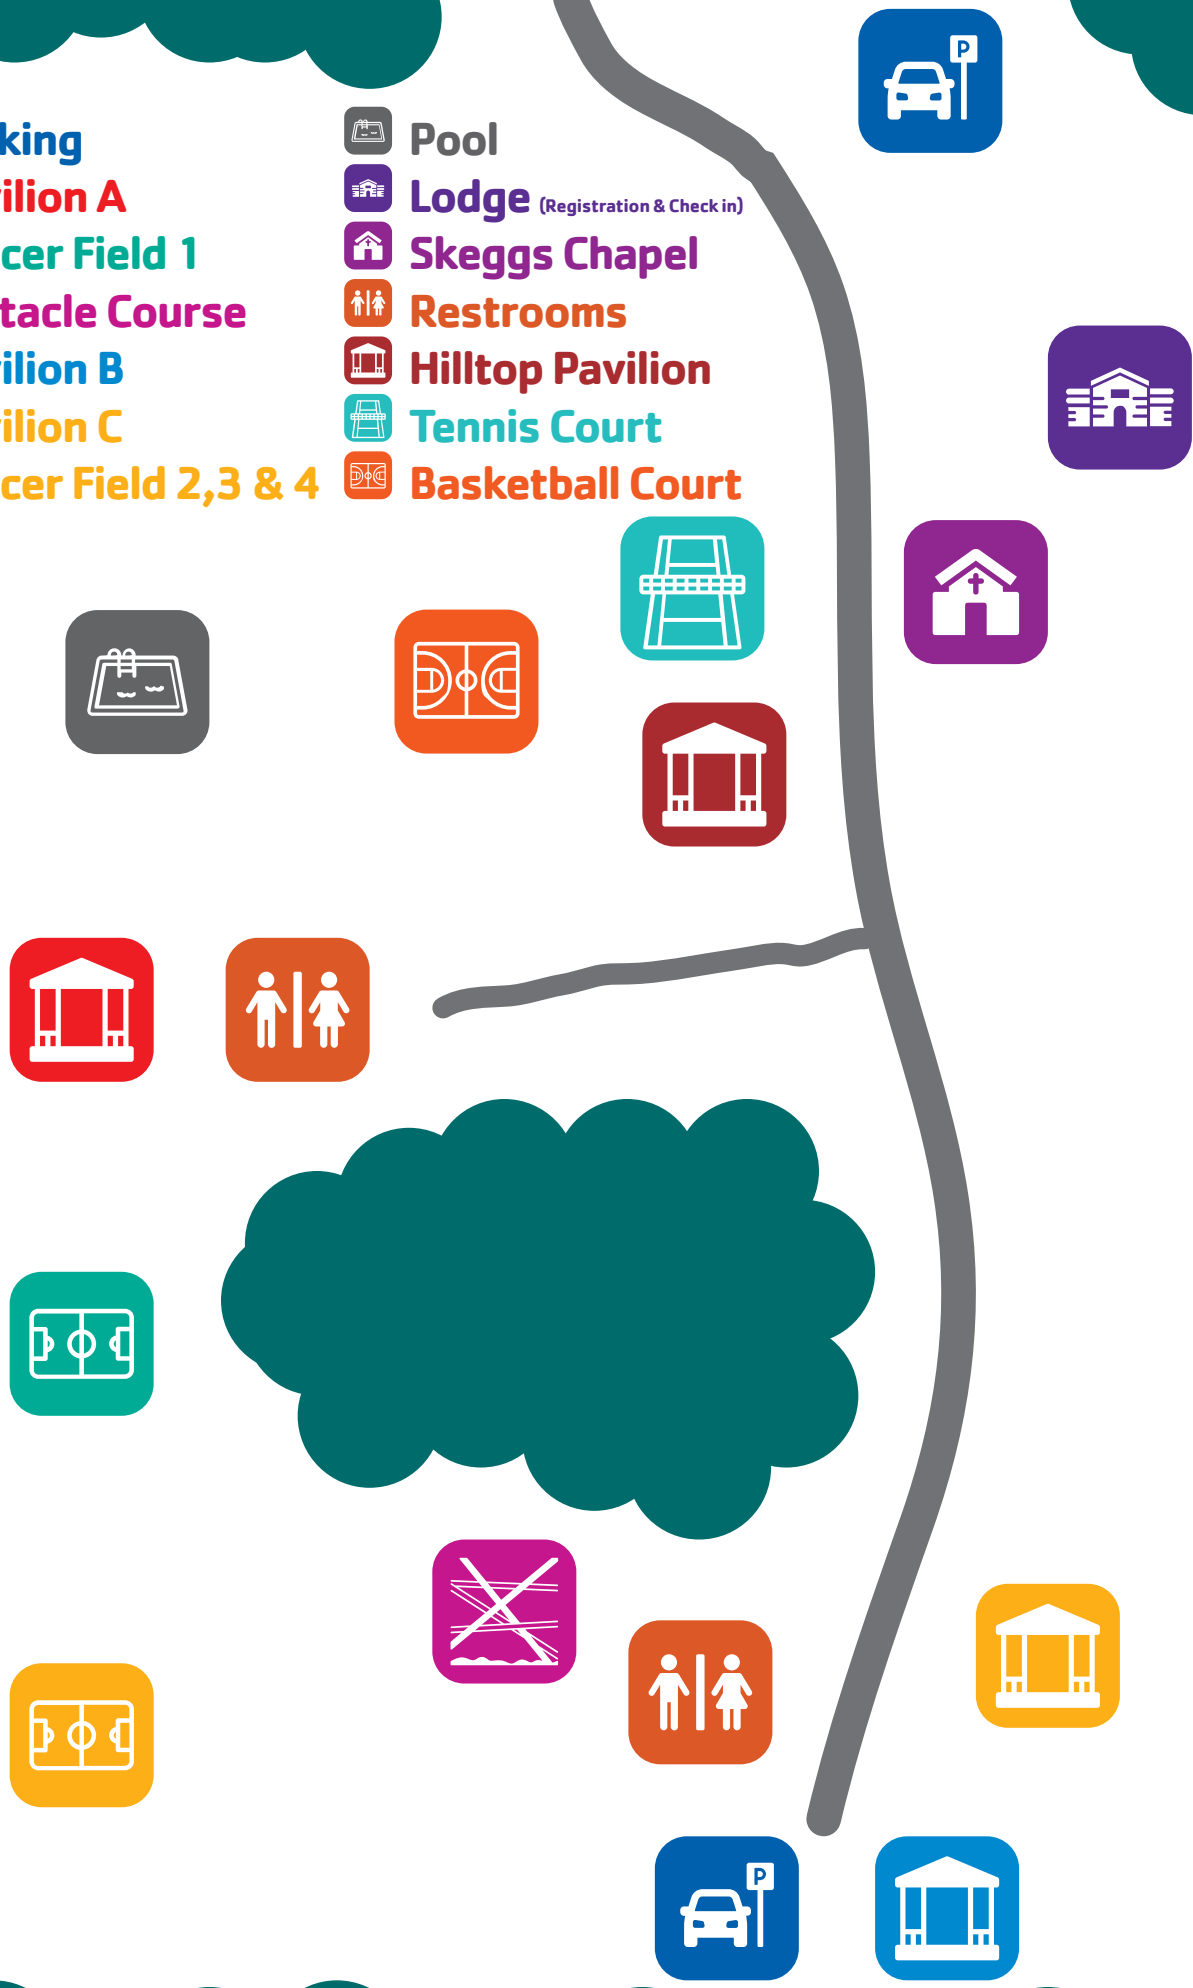 P
king
ilion A
cer Field 1
tacle Course
ilion B
ilion C
cer Field 2,3 & 4
Pool
Lodge (Registration & Check in)
Skeggs Chapel
Restrooms
Hilltop Pavilion
Tennis Court
Basketball Court
P